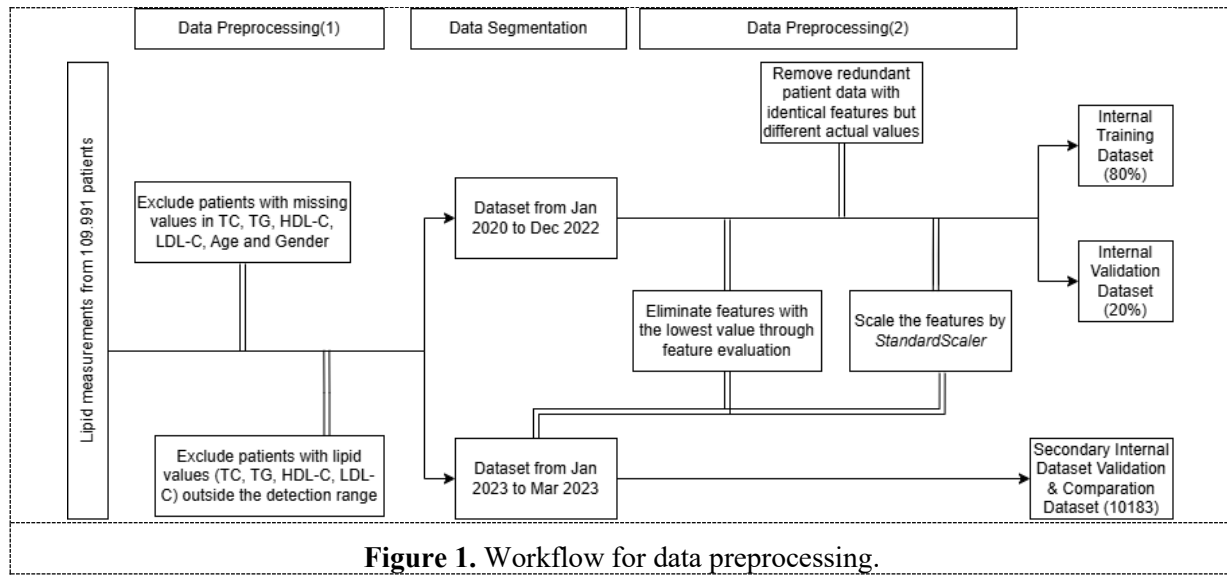 Data Preprocessing(1)
Data Segmentation
Data Preprocessing(2)
Lipid measurements from 109.991 patients
Exclude patients with missing
values in TC, TG, HDL-C,
LDL-C, Age and Gender
Exclude patients with lipid
values (TC, TG, HDL-C, LDL-
C) outside the detection range
Dataset from Jan
2020 to Dec 2022
Dataset from Jan
2023 to Mar 2023
Remove redundant
patient data with
identical features but
different actual values
Eliminate features with
the lowest value through
feature evaluation
Scale the features by
StandardScaler
Internal
Training
Dataset
(80%)
Internal
Validation
Dataset
(20%)
Secondary Internal
Dataset Validation
& Comparation
Dataset (10183)
Figure 1. Workflow for data preprocessing.